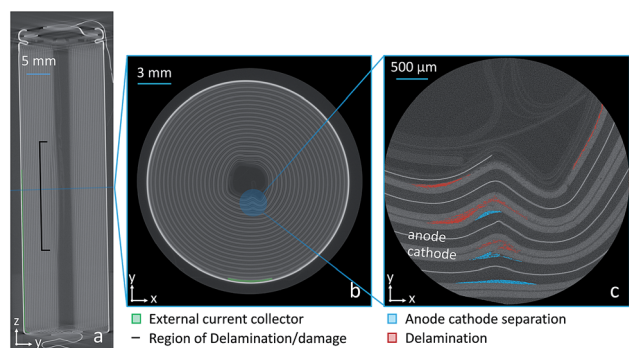 5 mm
z
y
a
3 mm
y
x
b
500 µm
anode
cathode
y
x
c
External current collector
Region of Delamination/damage
Anode cathode separation
Delamination